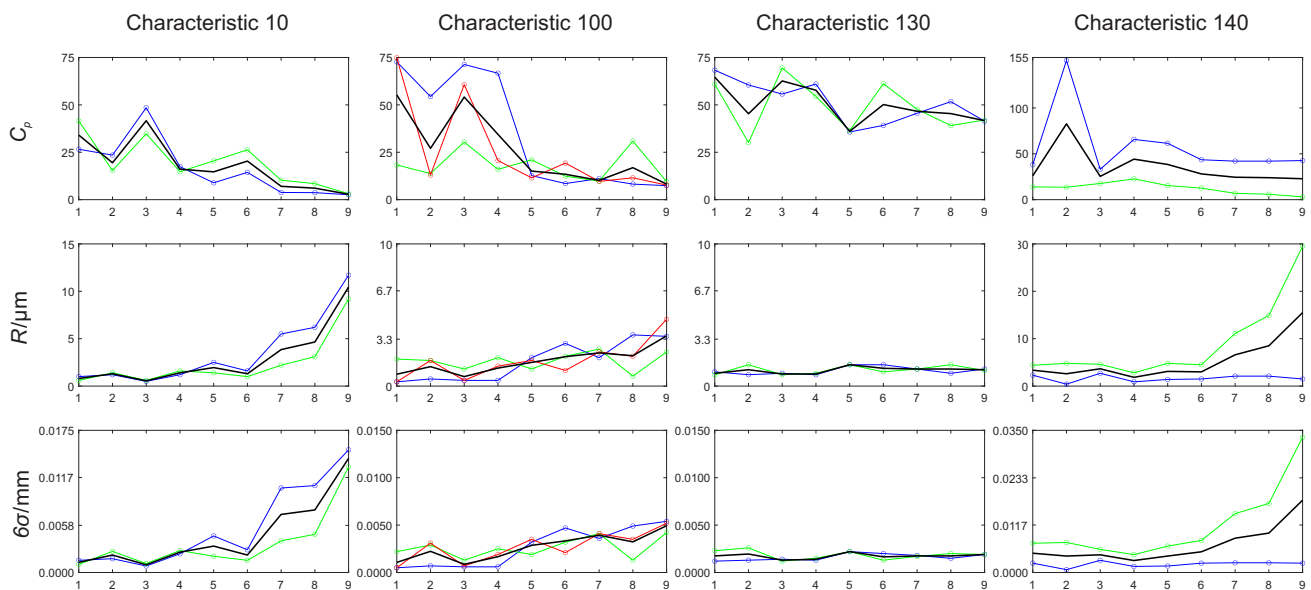 Characteristic 10 Characteristic 100 Characteristic 130 Characteristic 140
75 75 75 155
50 50 50 100
Cp
25 25 25 50
0 0 0 0
1 2 3 4 5 6 7 8 9 1 2 3 4 5 6 7 8 9 1 2 3 4 5 6 7 8 9 1 2 3 4 5 6 7 8 9
15 10 10 30
10 6.7 6.7 20
R/μm
5 3.3 3.3 10
0 0 0 0
1 2 3 4 5 6 7 8 9 1 2 3 4 5 6 7 8 9 1 2 3 4 5 6 7 8 9 1 2 3 4 5 6 7 8 9
0.0175 0.0150 0.0150 0.0350
0.0117 0.0100 0.0100 0.0233
6σ/mm
0.0058 0.0050 0.0050 0.0117
0.0000 0.0000 0.0000 0.0000
1 2 3 4 5 6 7 8 9 1 2 3 4 5 6 7 8 9 1 2 3 4 5 6 7 8 9 1 2 3 4 5 6 7 8 9